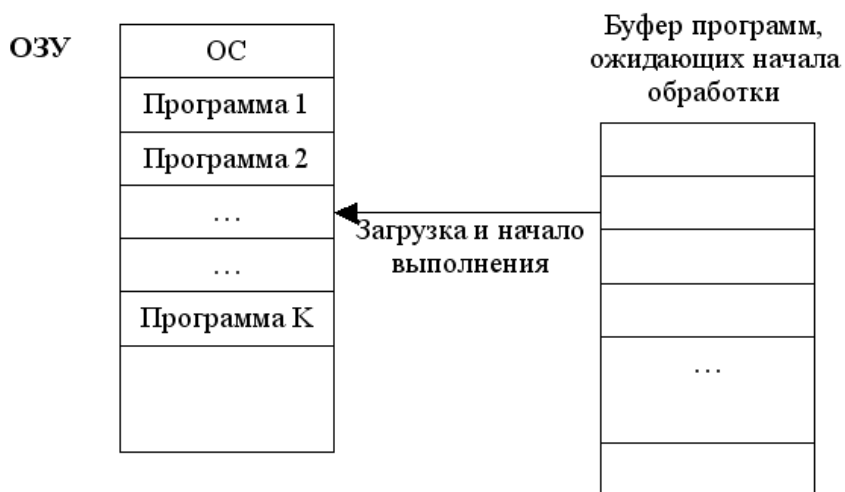 ОЗУ
ОС
Программа 1
Программа 2
…
…
Программа K
Загрузка и начало
выполнения
Буфер программ,
ожидающих начала
обработки
…